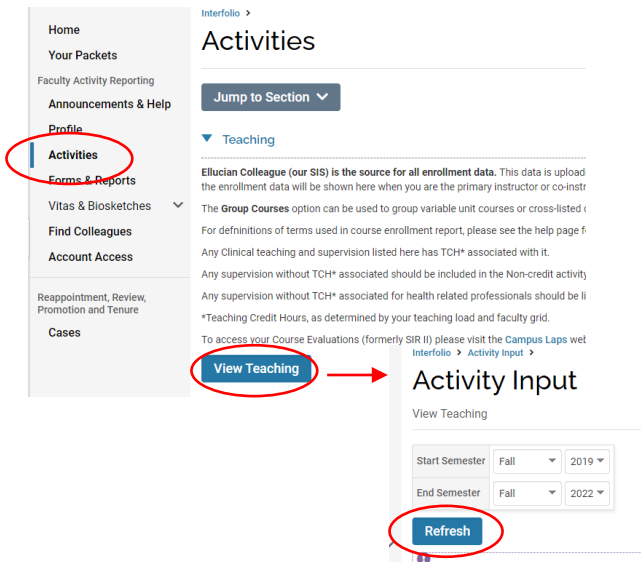 Home
Your Packets
Faculty Activity Reporting
Announcements & Help
Profile
Activities
Forms & Reports
Vitas & Biosketches
Find Colleagues
Account Access
Reappointment, Review,
Promotion and Tenure
Cases
Interfolio >
Activities
Jump to Section
Teaching
Ellucian Colleague (our SIS) is the source for all enrollment data. This data is upload
the enrollment data will be shown here when you are the primary instructor or co-instr
The Group Courses option can be used to group variable unit courses or cross-listed
For defninitions of terms used in course enrollment report, please see the help page f
Any Clinical teaching and supervision listed here has TCH* associated with it.
Any supervision without TCH* associated should be included in the Non-credit activity
Any supervision without TCH* associated for health related professionals should be li
*Teaching Credit Hours, as determined by your teaching load and faculty grid.
To access your Course Evaluations (formerly SIR II) please visit the Campus Laps web
View Teaching
Interfolio > Activity Input >
Activity Input
View Teaching
Start Semester Fall 2019
End Semester Fall 2022
Refresh